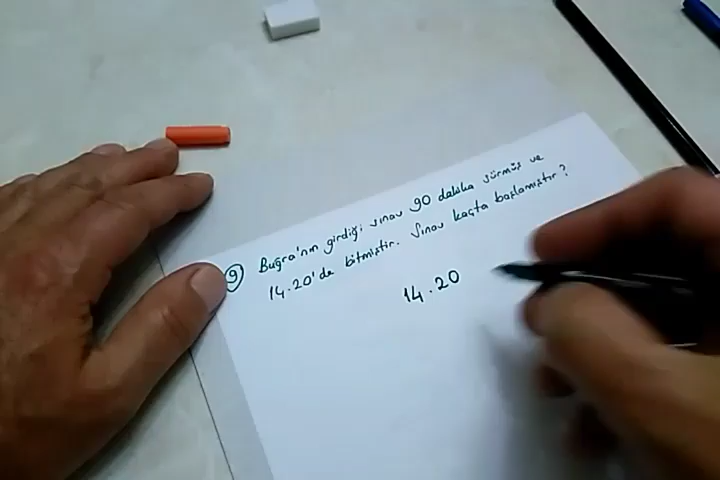 9 Buğra'nın girdiği sınav 90 dakika sürmüş ve
14.20'de bitmiştir. Sınav kaçta başlamıştır?
14.20